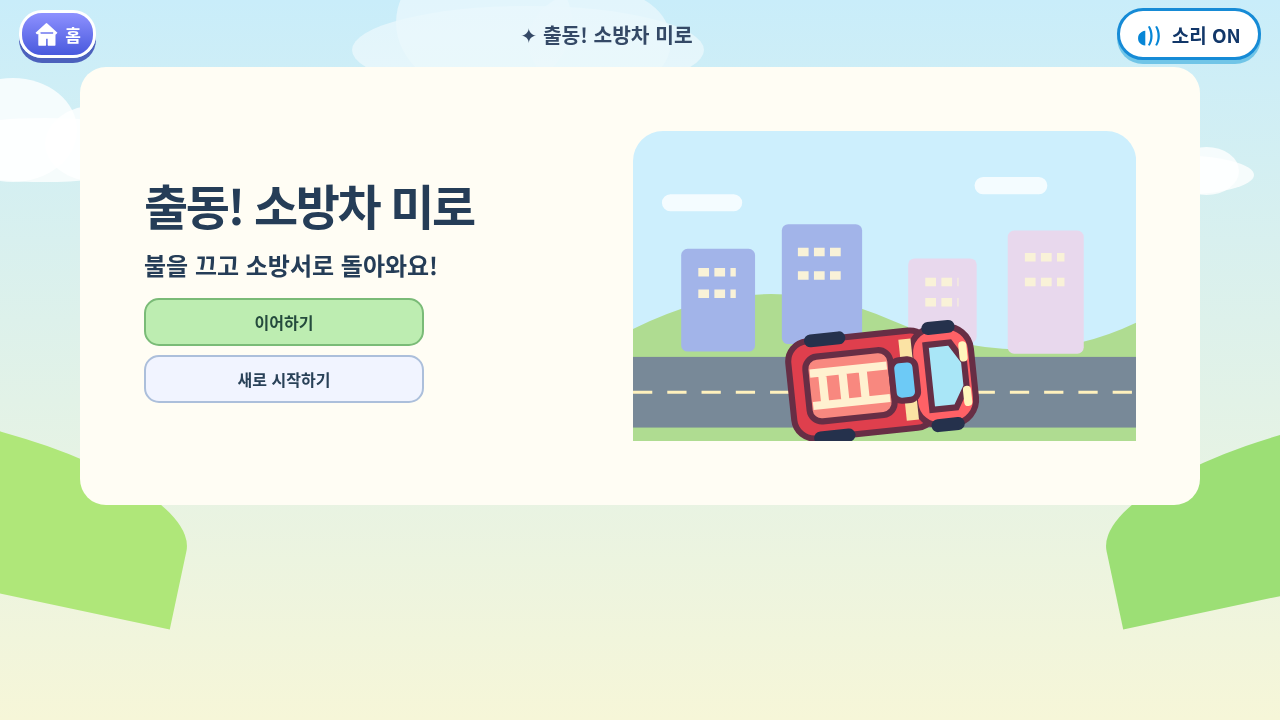 홈
✦ 출동! 소방차 미로
소리 ON
출동! 소방차 미로
불을 끄고 소방서로 돌아와요!
이어하기
새로 시작하기